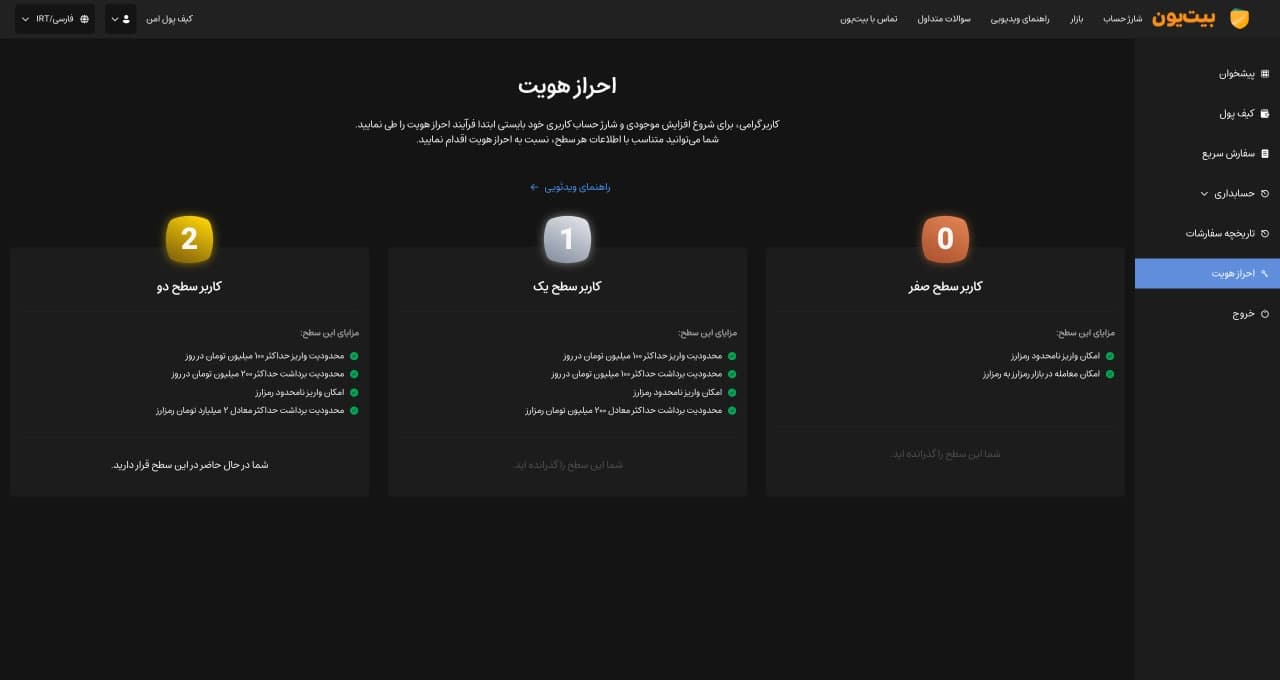 بیت‌یون
شارژ حساب
بازار
راهنمای ویدیویی
سوالات متداول
تماس با بیت‌یون
کیف پول امن
فارسی/IRT
پیشخوان
کیف پول
سفارش سریع
حسابداری
تاریخچه سفارشات
احراز هویت
خروج
احراز هویت
کاربر گرامی، برای شروع افزایش موجودی و شارژ حساب کاربری خود بایستی ابتدا فرآیند احراز هویت را طی نمایید.
شما می‌توانید متناسب با اطلاعات هر سطح، نسبت به احراز هویت اقدام نمایید.
راهنمای ویدئویی ←
0
کاربر سطح صفر
مزایای این سطح:
امکان واریز نامحدود رمزارز
امکان معامله در بازار رمزارز به رمزارز
شما این سطح را گذرانده اید.
1
کاربر سطح یک
مزایای این سطح:
محدودیت واریز حداکثر ۱۰۰ میلیون تومان در روز
محدودیت برداشت حداکثر ۱۰۰ میلیون تومان در روز
امکان واریز نامحدود رمزارز
محدودیت برداشت حداکثر معادل ۲۰۰ میلیون تومان رمزارز
شما این سطح را گذرانده اید.
2
کاربر سطح دو
مزایای این سطح:
محدودیت واریز حداکثر ۱۰۰ میلیون تومان در روز
محدودیت برداشت حداکثر ۲۰۰ میلیون تومان در روز
امکان واریز نامحدود رمزارز
محدودیت برداشت حداکثر معادل ۲ میلیارد تومان رمزارز
شما در حال حاضر در این سطح قرار دارید.